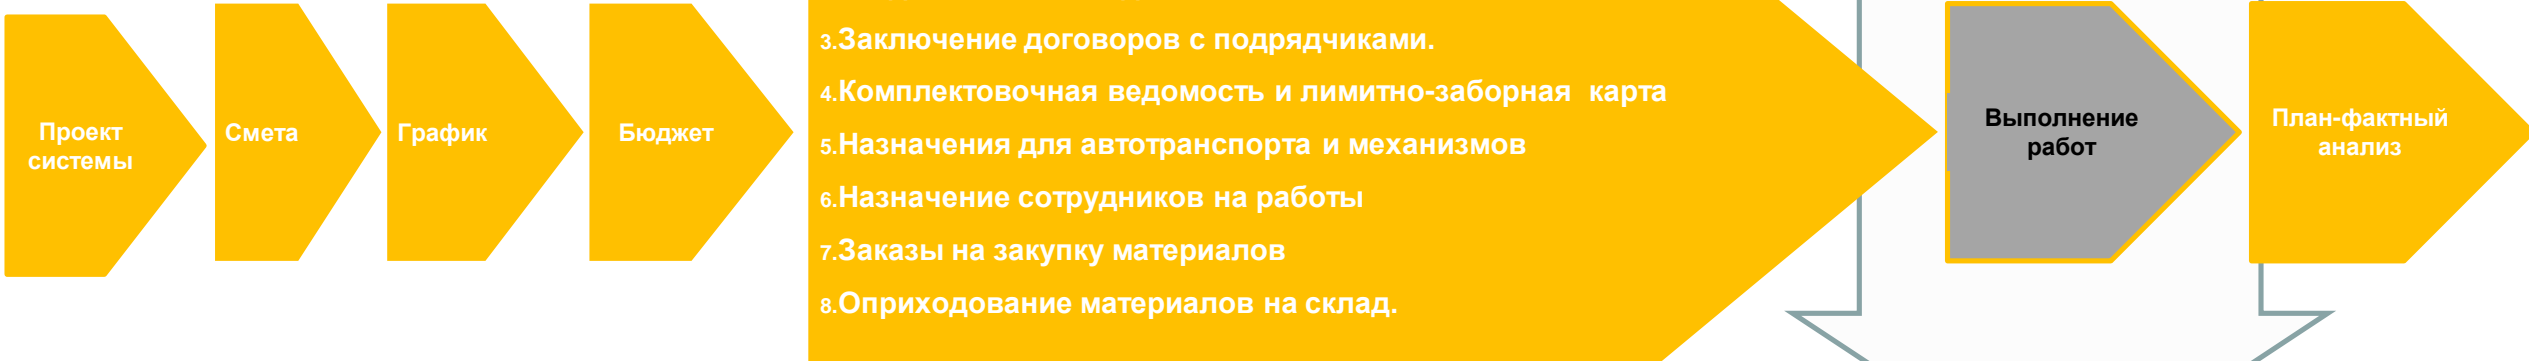 Проект
системы
Смета
График
Бюджет
3.Заключение договоров с подрядчиками.
4.Комплектовочная ведомость и лимитно-заборная карта
5.Назначения для автотранспорта и механизмов
6.Назначение сотрудников на работы
7.Заказы на закупку материалов
8.Оприходование материалов на склад.
Выполнение
работ
План-фактный
анализ